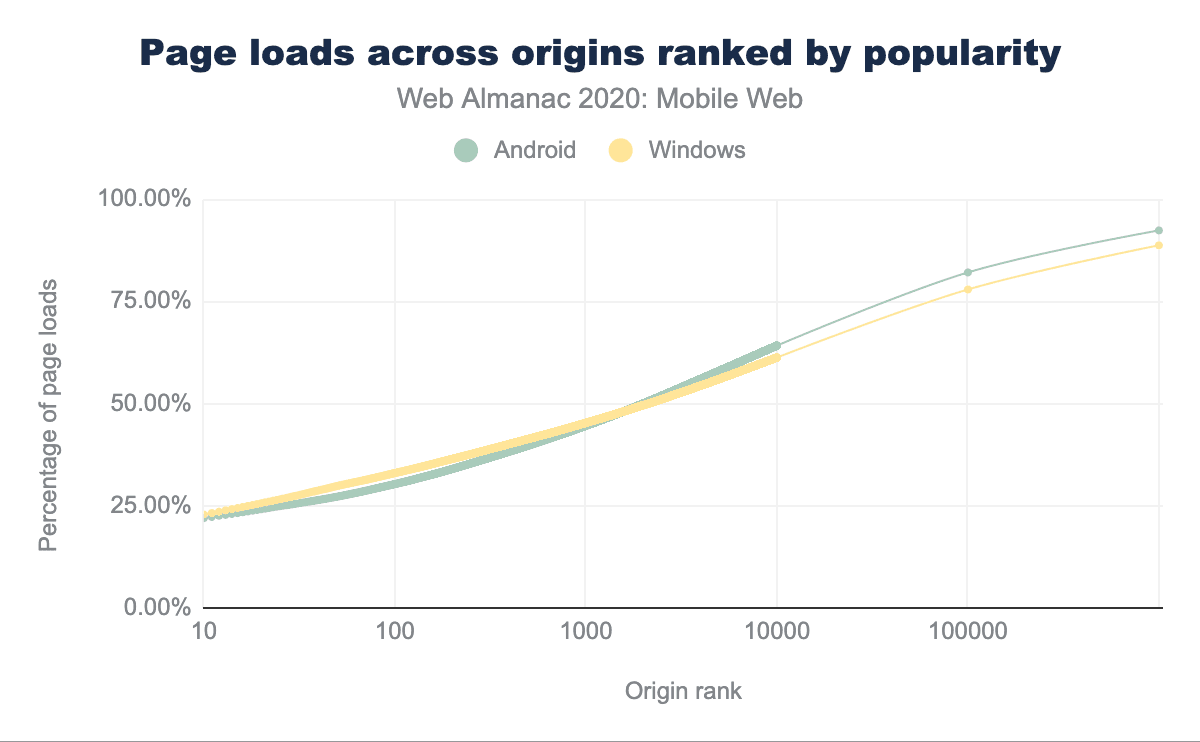 Page loads across origins ranked by popularity
Web Almanac 2020: Mobile Web
Android
Windows
Percentage of page loads
100.00%
75.00%
50.00%
25.00%
0.00%
10
100
1000
10000
100000
Origin rank